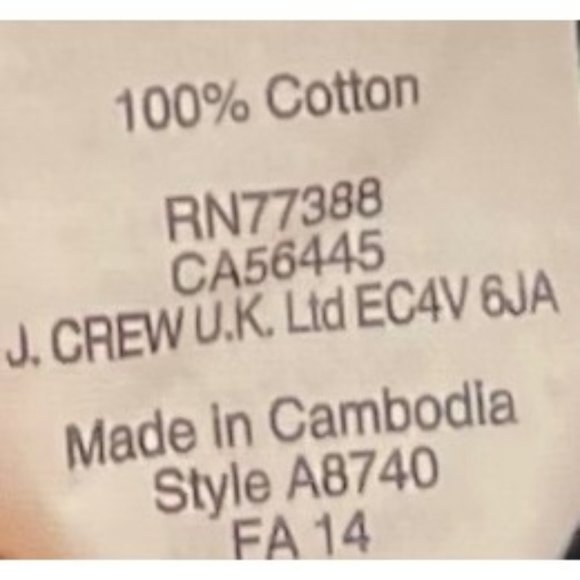 100% Cotton
RN77388
CA56445
J. CREW U.K. Ltd EC4V 6JA
Made in Cambodia
Style A8740
FA 14